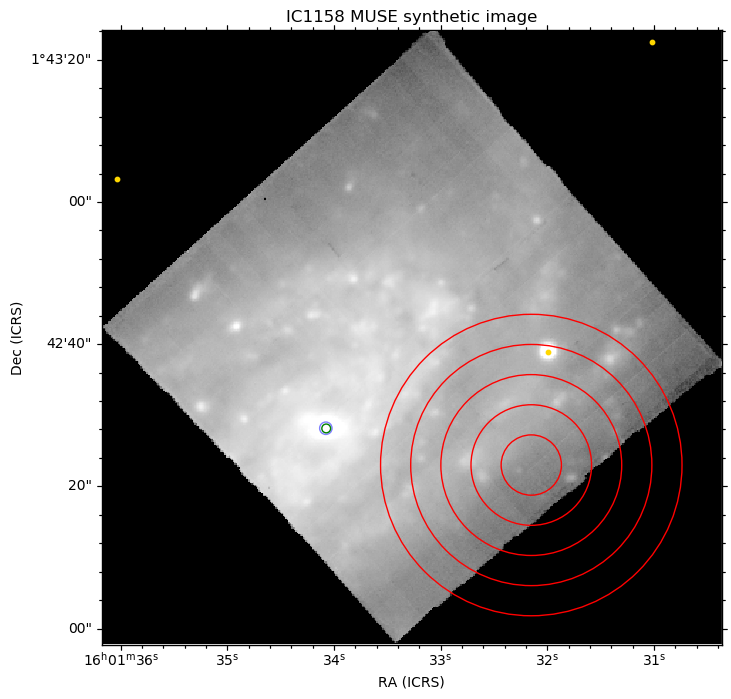 IC1158 MUSE synthetic image
1°43'20"
00"
42'40"
20"
00"
Dec (ICRS)
16ʰ01ᵐ36ˢ
35ˢ
34ˢ
33ˢ
32ˢ
31ˢ
RA (ICRS)